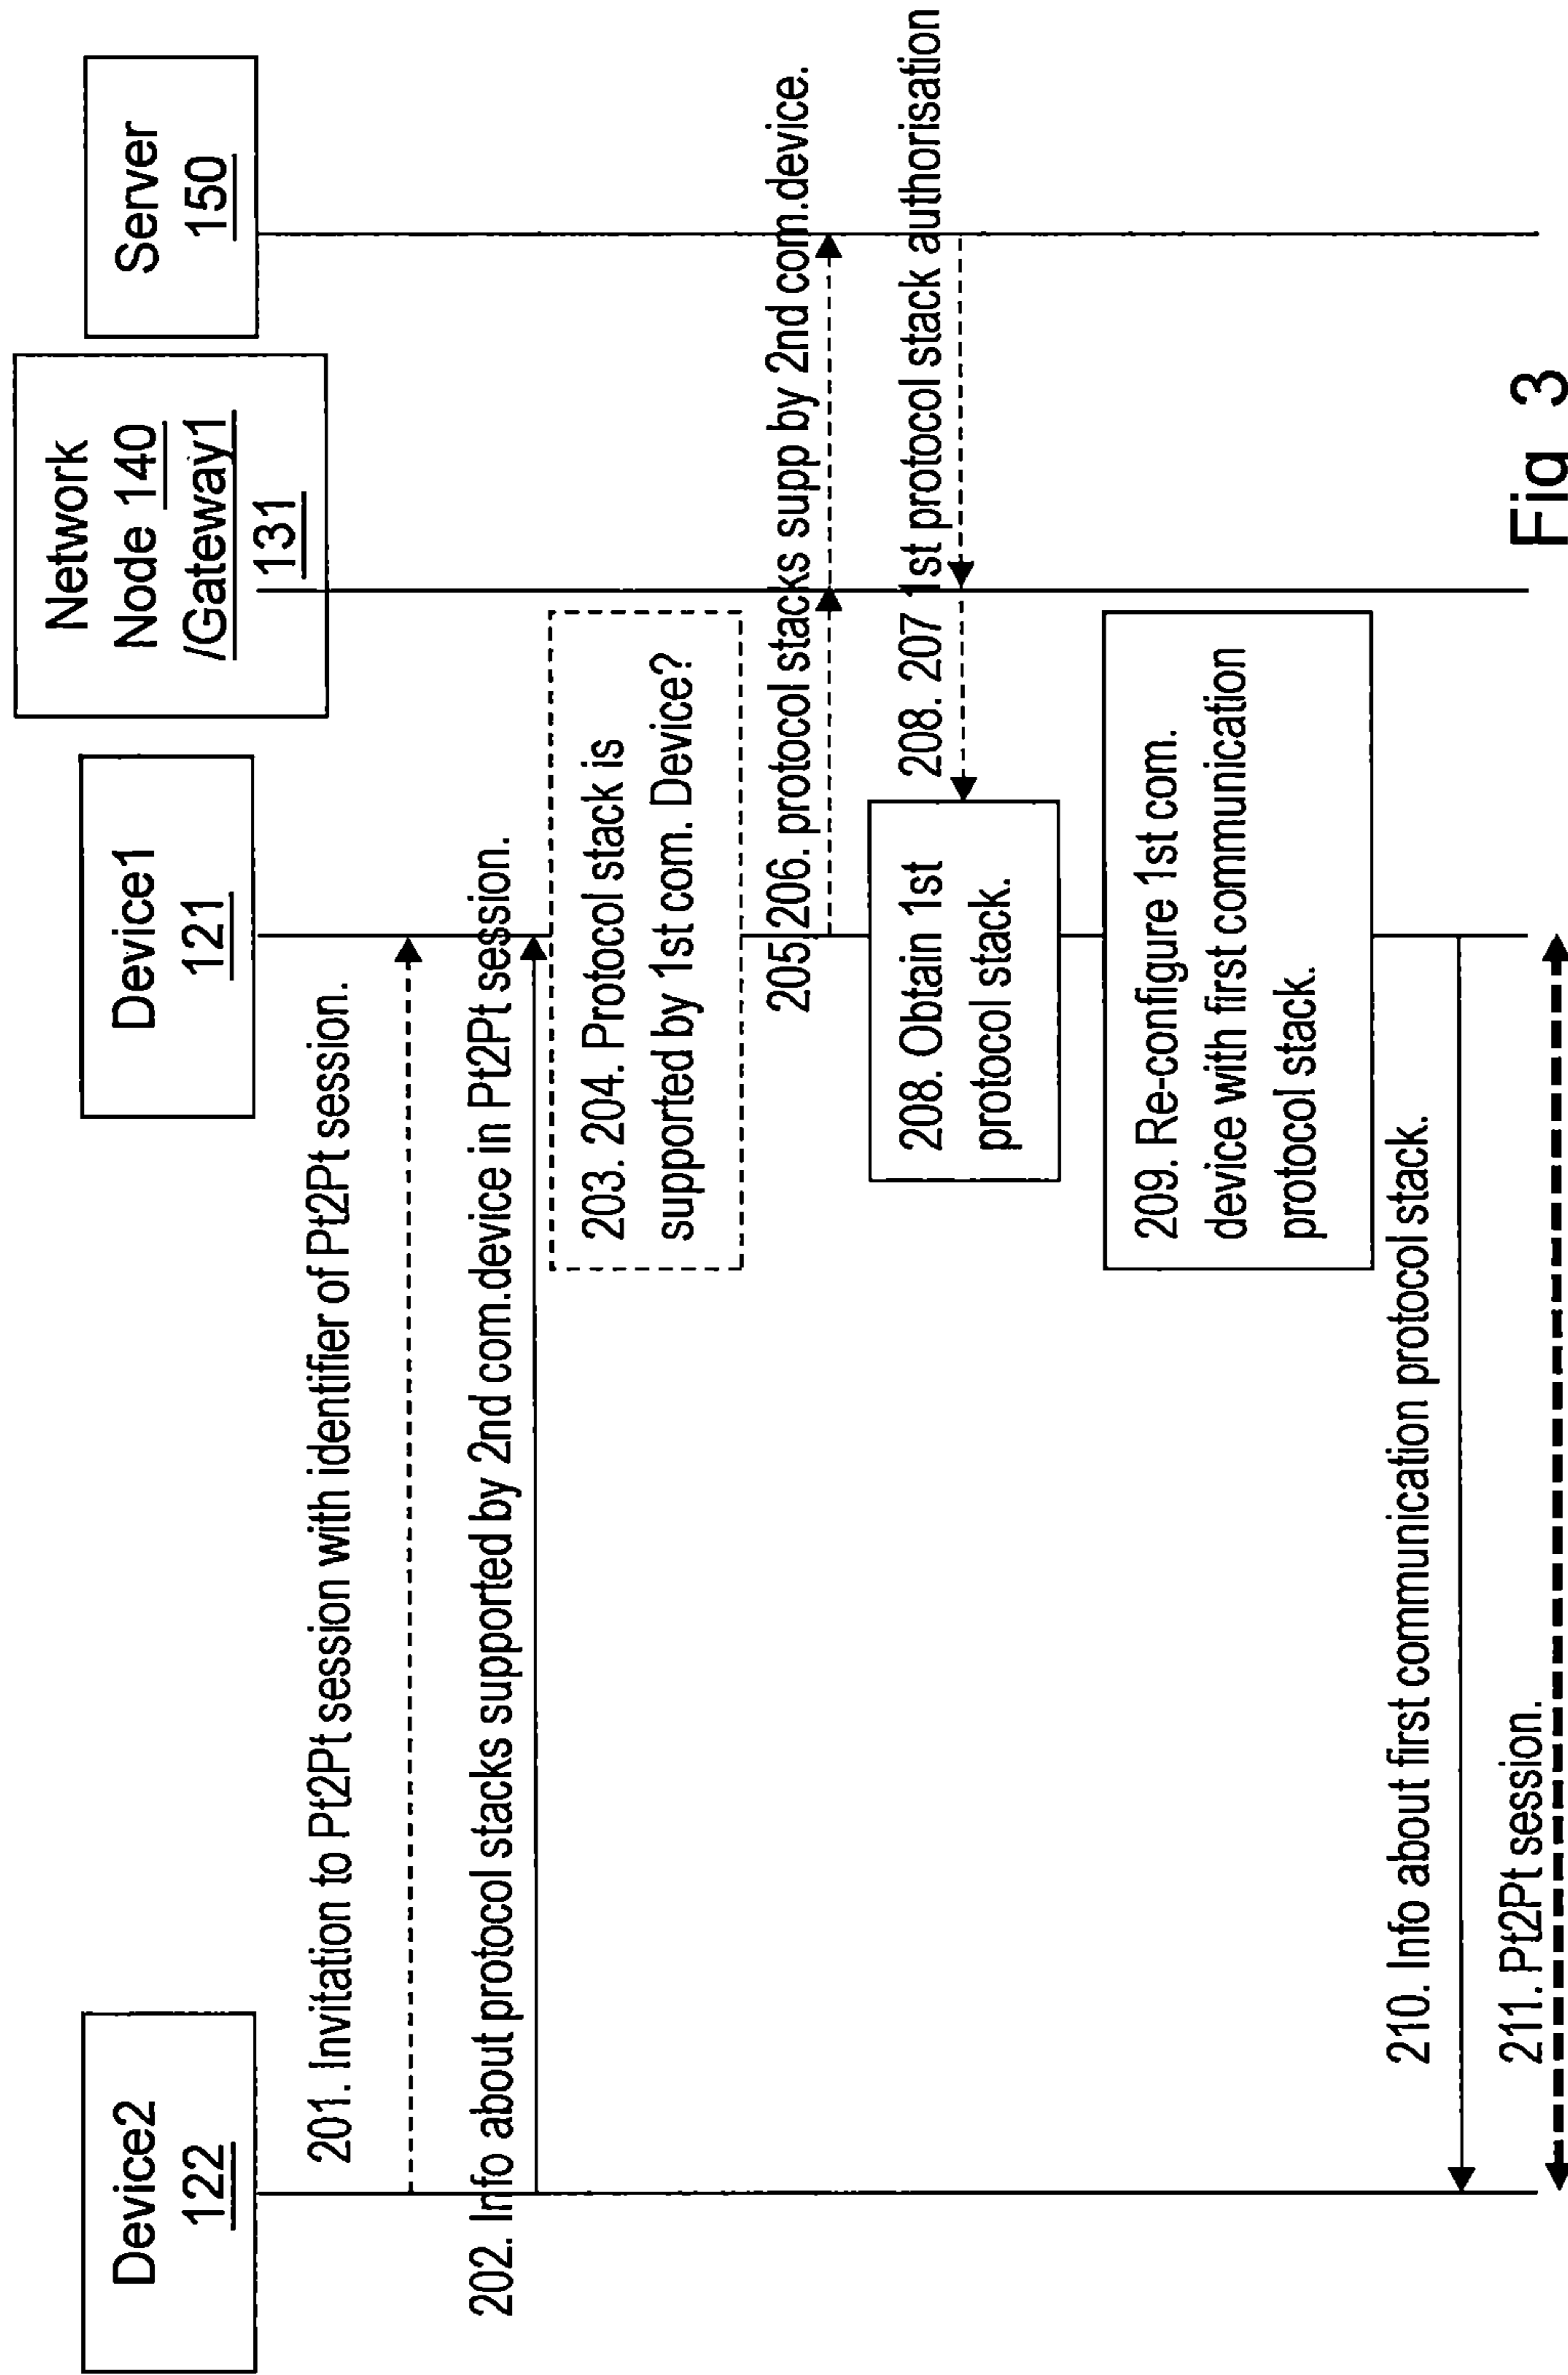 Device2
122
Device1
121
Network
Node 140
/Gateway1
131
Server
150
201. Invitation to Pt2Pt session with identifier of Pt2Pt session.
202. Info about protocol stacks supported by 2nd com.device in Pt2Pt session.
203. 204. Protocol stack is
supported by 1st com. Device?
205 206. protocol stacks supp by 2nd com.device.
208. 207 1st protocol stack authorisation
208. Obtain 1st
protocol stack.
209. Re-configure 1st com.
device with first communication
protocol stack.
210. Info about first communication protocol stack.
211. Pt2Pt session.
Fig 3